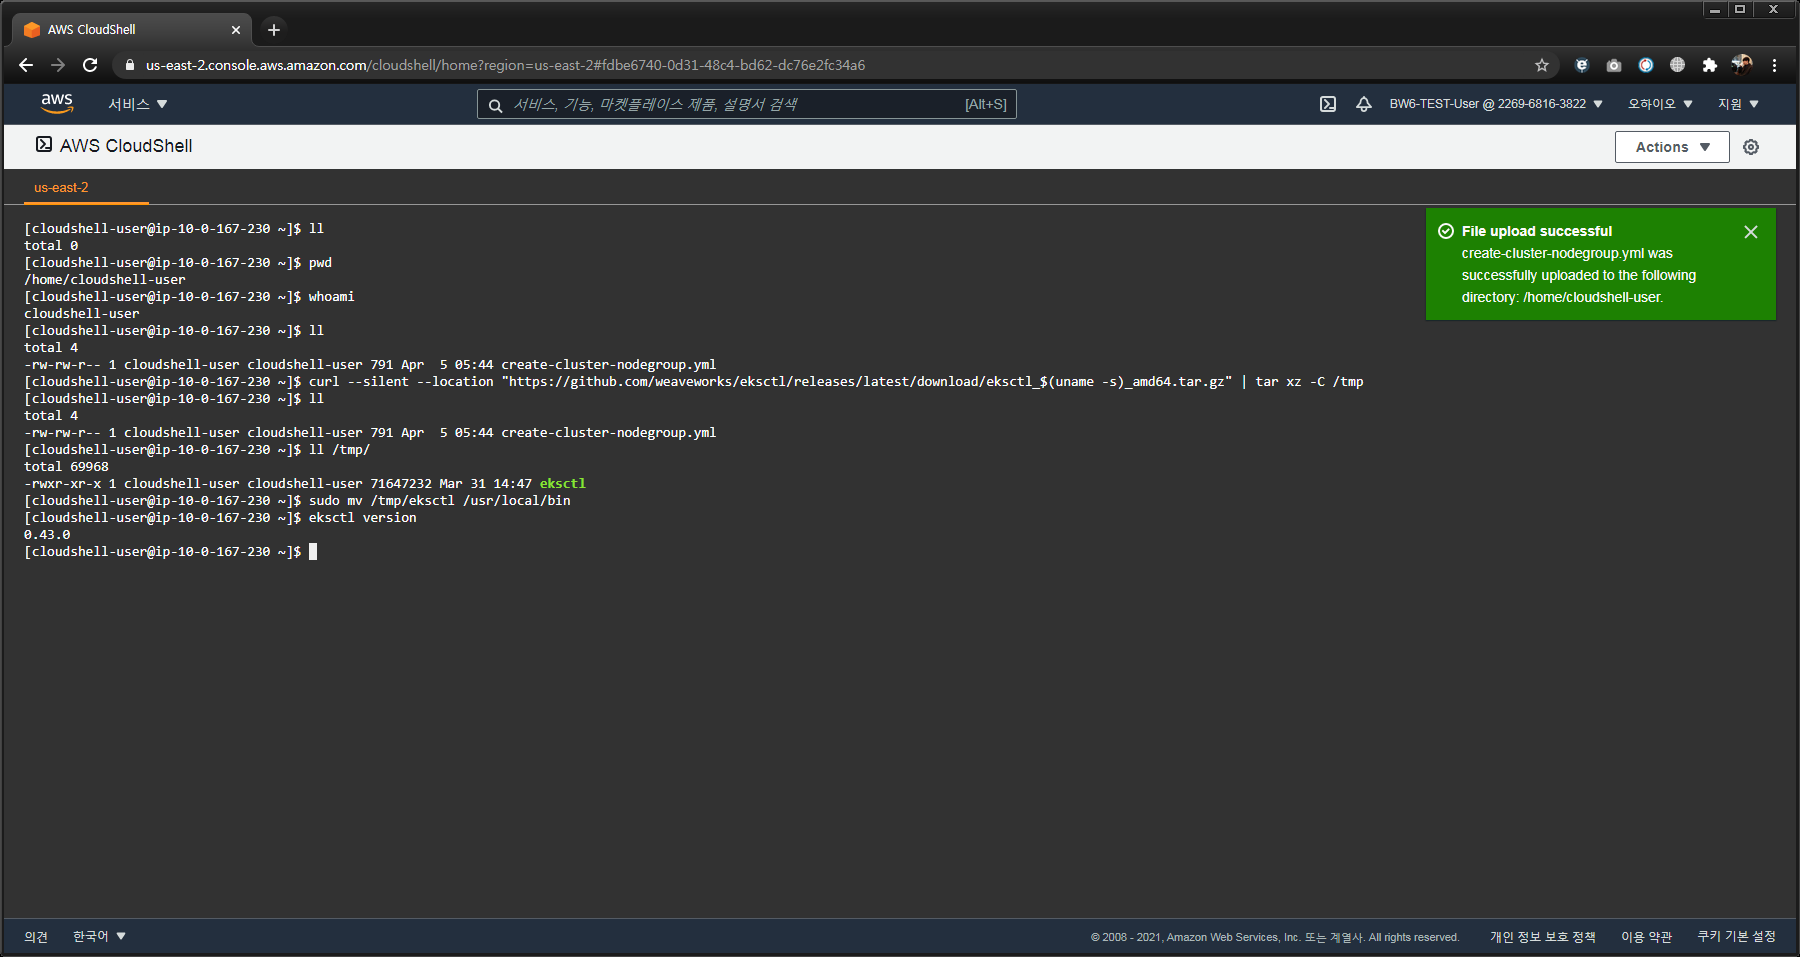 AWS CloudShell
us-east-2.console.aws.amazon.com/cloudshell/home?region=us-east-2#fdbe6740-0d31-48c4-bd62-dc76e2fc34a6
aws
서비스
서비스, 기능, 마켓플레이스 제품, 설명서 검색
[Alt+S]
BW6-TEST-User @ 2269-6816-3822
오하이오
지원
AWS CloudShell
Actions
us-east-2
[cloudshell-user@ip-10-0-167-230 ~]$ ll
total 0
[cloudshell-user@ip-10-0-167-230 ~]$ pwd
/home/cloudshell-user
[cloudshell-user@ip-10-0-167-230 ~]$ whoami
cloudshell-user
[cloudshell-user@ip-10-0-167-230 ~]$ ll
total 4
-rw-rw-r-- 1 cloudshell-user cloudshell-user 791 Apr  5 05:44 create-cluster-nodegroup.yml
[cloudshell-user@ip-10-0-167-230 ~]$ curl --silent --location "https://github.com/weaveworks/eksctl/releases/latest/download/eksctl_$(uname -s)_amd64.tar.gz" | tar xz -C /tmp
[cloudshell-user@ip-10-0-167-230 ~]$ ll
total 4
-rw-rw-r-- 1 cloudshell-user cloudshell-user 791 Apr  5 05:44 create-cluster-nodegroup.yml
[cloudshell-user@ip-10-0-167-230 ~]$ ll /tmp/
total 69968
-rwxr-xr-x 1 cloudshell-user cloudshell-user 71647232 Mar 31 14:47 eksctl
[cloudshell-user@ip-10-0-167-230 ~]$ sudo mv /tmp/eksctl /usr/local/bin
[cloudshell-user@ip-10-0-167-230 ~]$ eksctl version
0.43.0
[cloudshell-user@ip-10-0-167-230 ~]$
File upload successful
create-cluster-nodegroup.yml was
successfully uploaded to the following
directory: /home/cloudshell-user.
의견
한국어
© 2008 - 2021, Amazon Web Services, Inc. 또는 계열사. All rights reserved.
개인 정보 보호 정책
이용 약관
쿠키 기본 설정